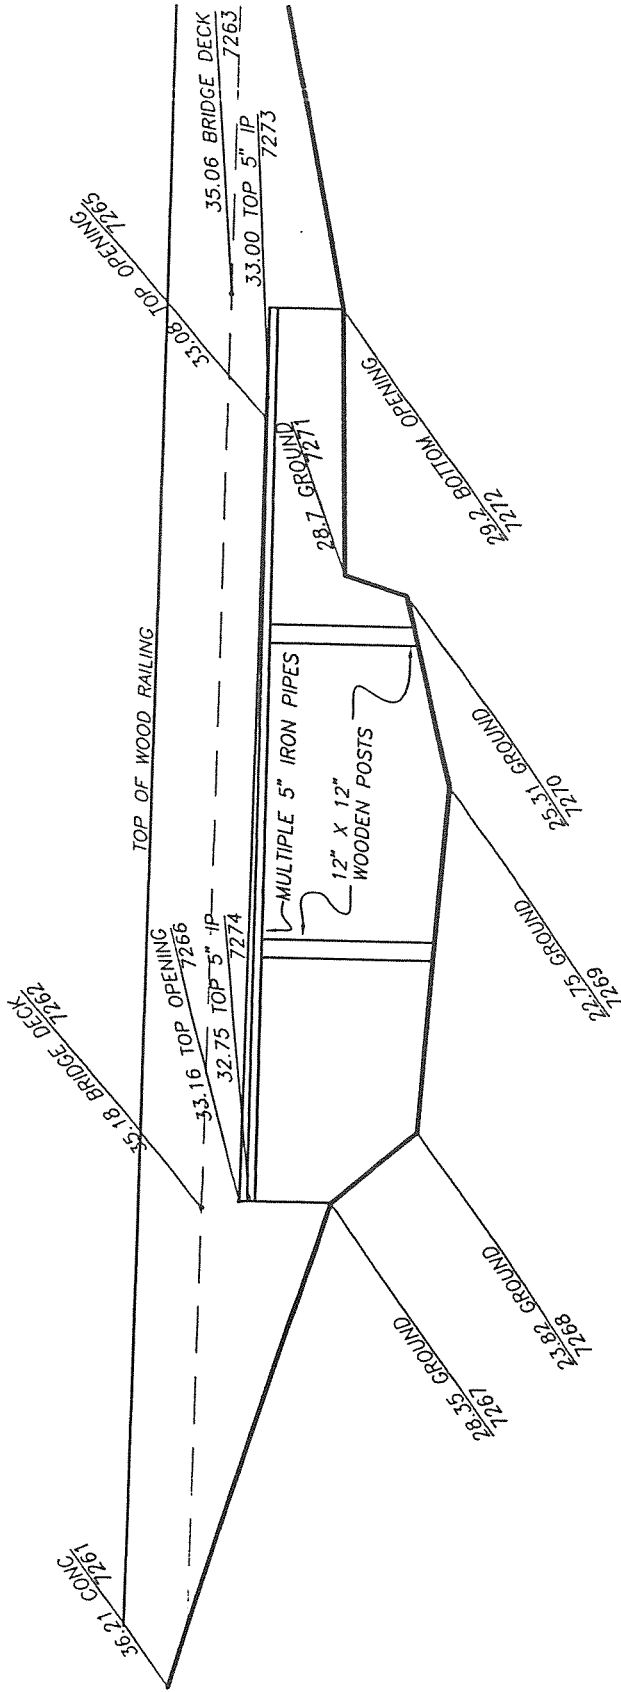 36.21 CONC
7261
35.18 BRIDGE DECK
7262
TOP OF WOOD RAILING
33.16 TOP OPENING
7266
32.75 TOP 5" IP
7274
MULTIPLE 5" IRON PIPES
12" X 12"
WOODEN POSTS
33.08 TOP OPENING
7265
35.06 BRIDGE DECK
7263
33.00 TOP 5" IP
7273
28.7 GROUND
7271
28.35 GROUND
7267
23.82 GROUND
7268
22.75 GROUND
7269
25.31 GROUND
7270
29.2 BOTTOM OPENING
7272